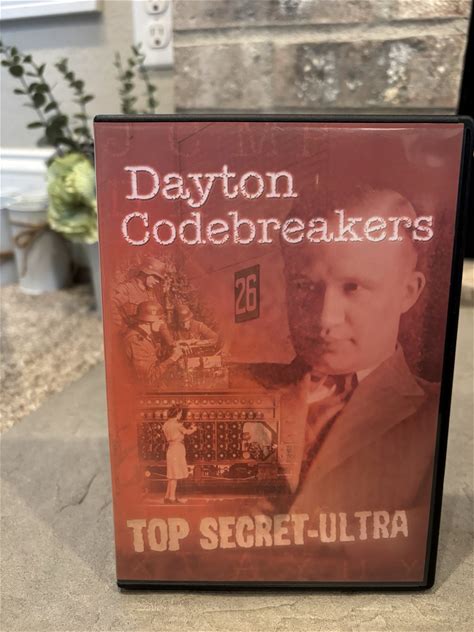 Dayton
Codebreakers
26
TOP SECRET-ULTRA